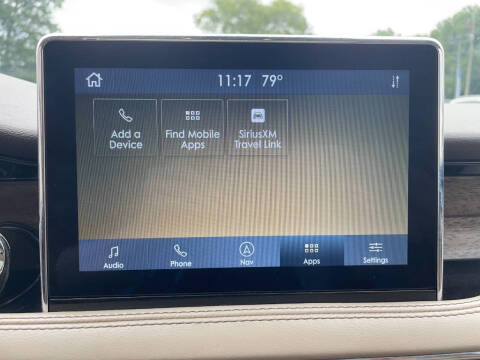 11:17 79°
Add a
Device
Find Mobile
Apps
SiriusXM
Travel Link
Audio
Phone
Nav
Apps
Settings